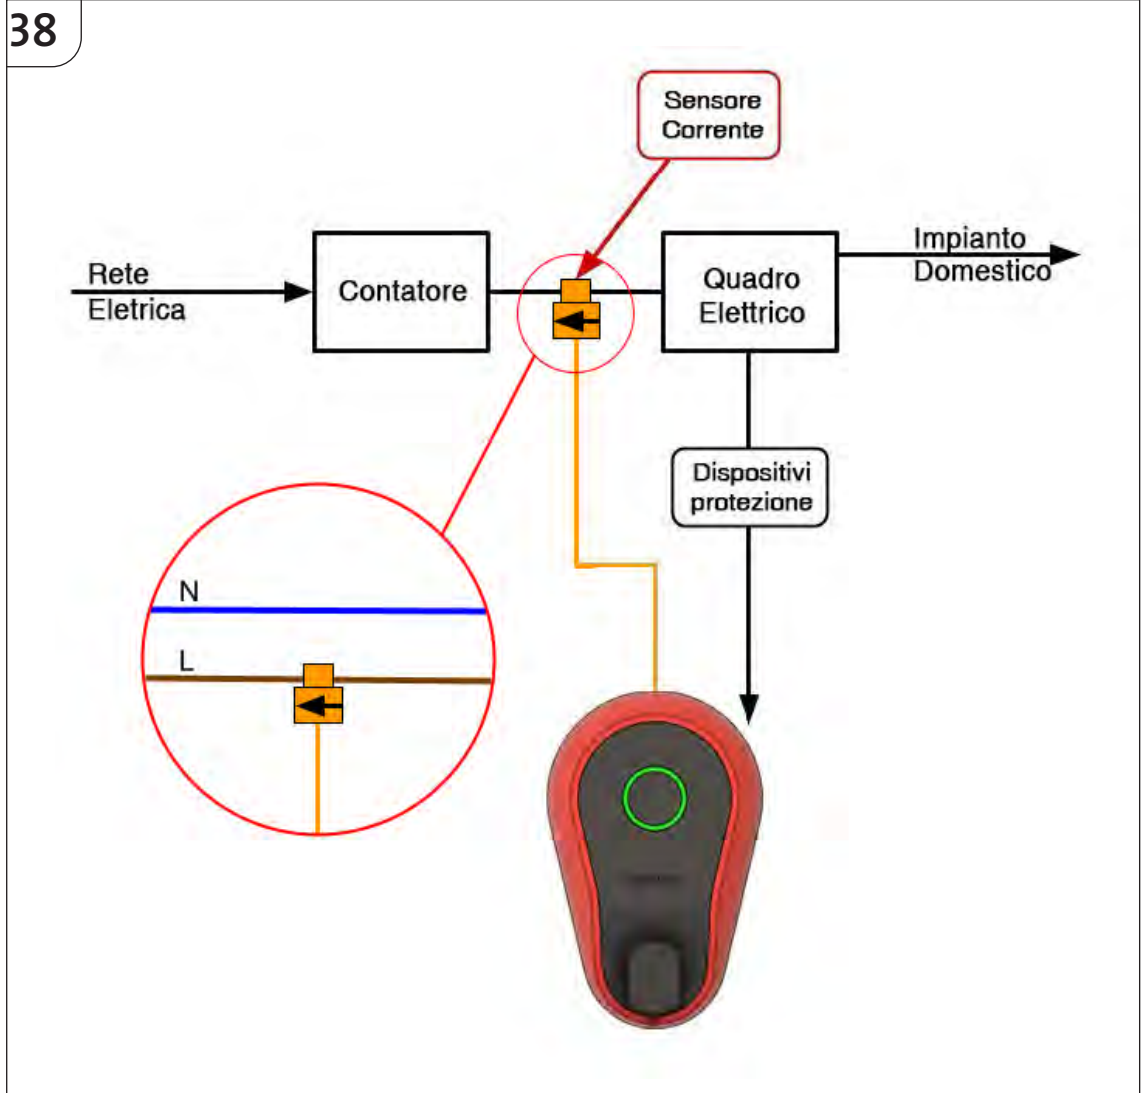 38
Sensore
Corrente
Rete
Eletrica
Contatore
Quadro
Elettrico
Impianto
Domestico
Dispositivi
protezione
N
L